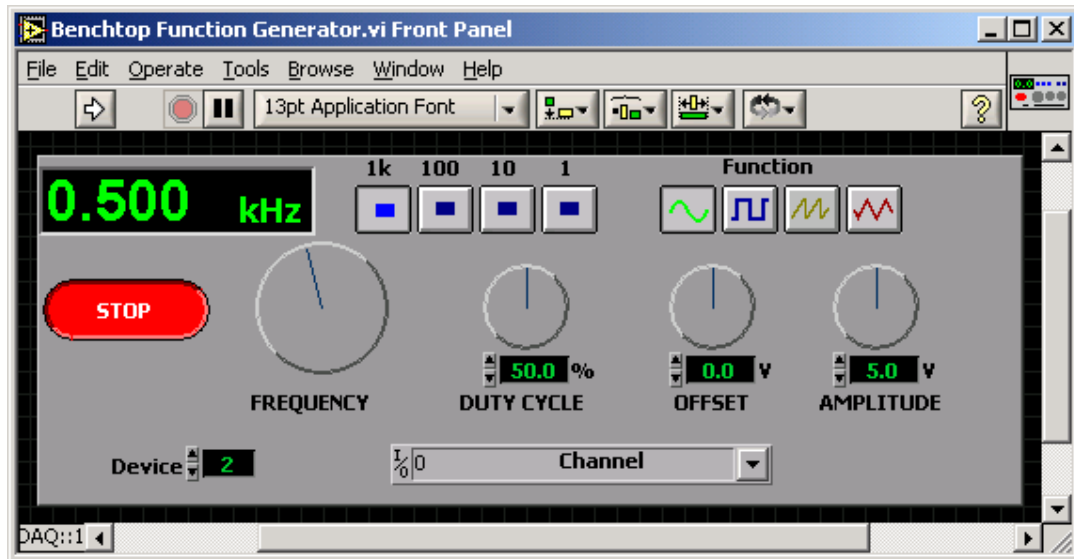 Benchtop Function Generator.vi Front Panel
File Edit Operate Tools Browse Window Help
13pt Application Font
?
0.0
1k 100 10 1 Function
0.500 kHz
STOP
50.0 % 0.0 V 5.0 V
FREQUENCY DUTY CYCLE OFFSET AMPLITUDE
Device 2 I/O 0 Channel
DAQ::1